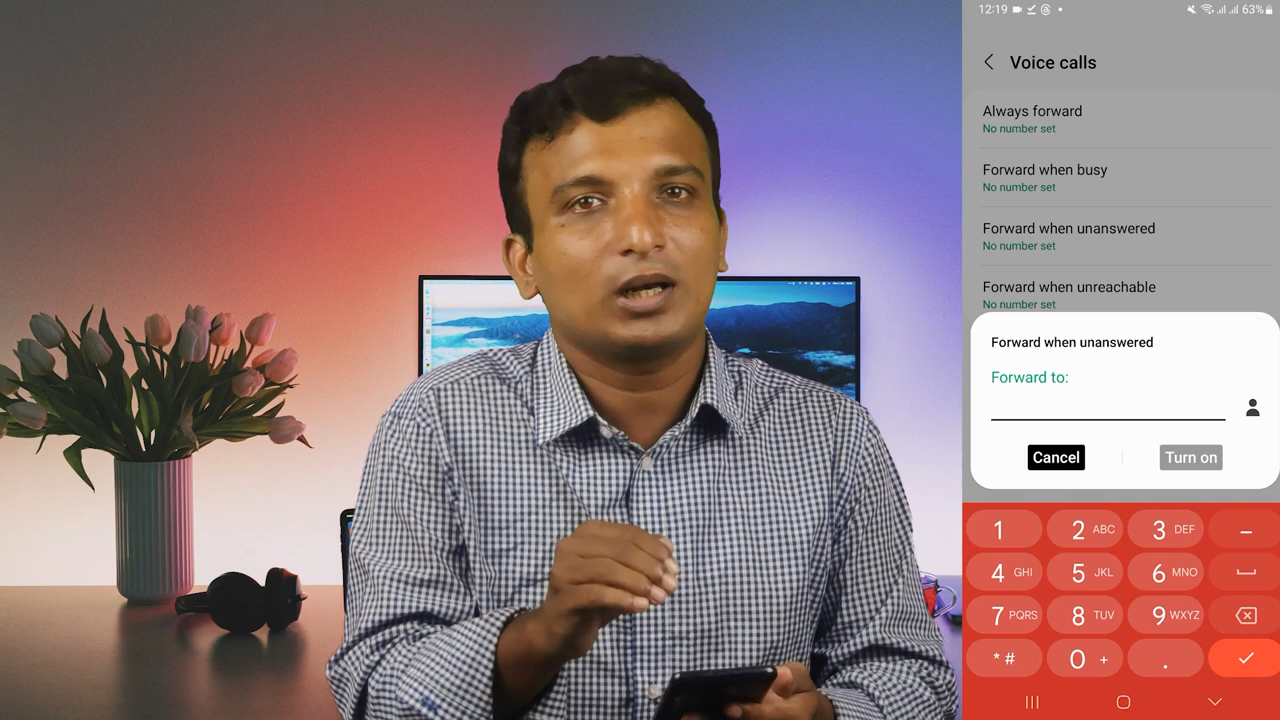 12:19
63%
Voice calls
Always forward
No number set
Forward when busy
No number set
Forward when unanswered
No number set
Forward when unreachable
No number set
Forward when unanswered
Forward to:
Cancel
Turn on
1
2 ABC
3 DEF
–
4 GHI
5 JKL
6 MNO
7 PQRS
8 TUV
9 WXYZ
* #
0 +
.